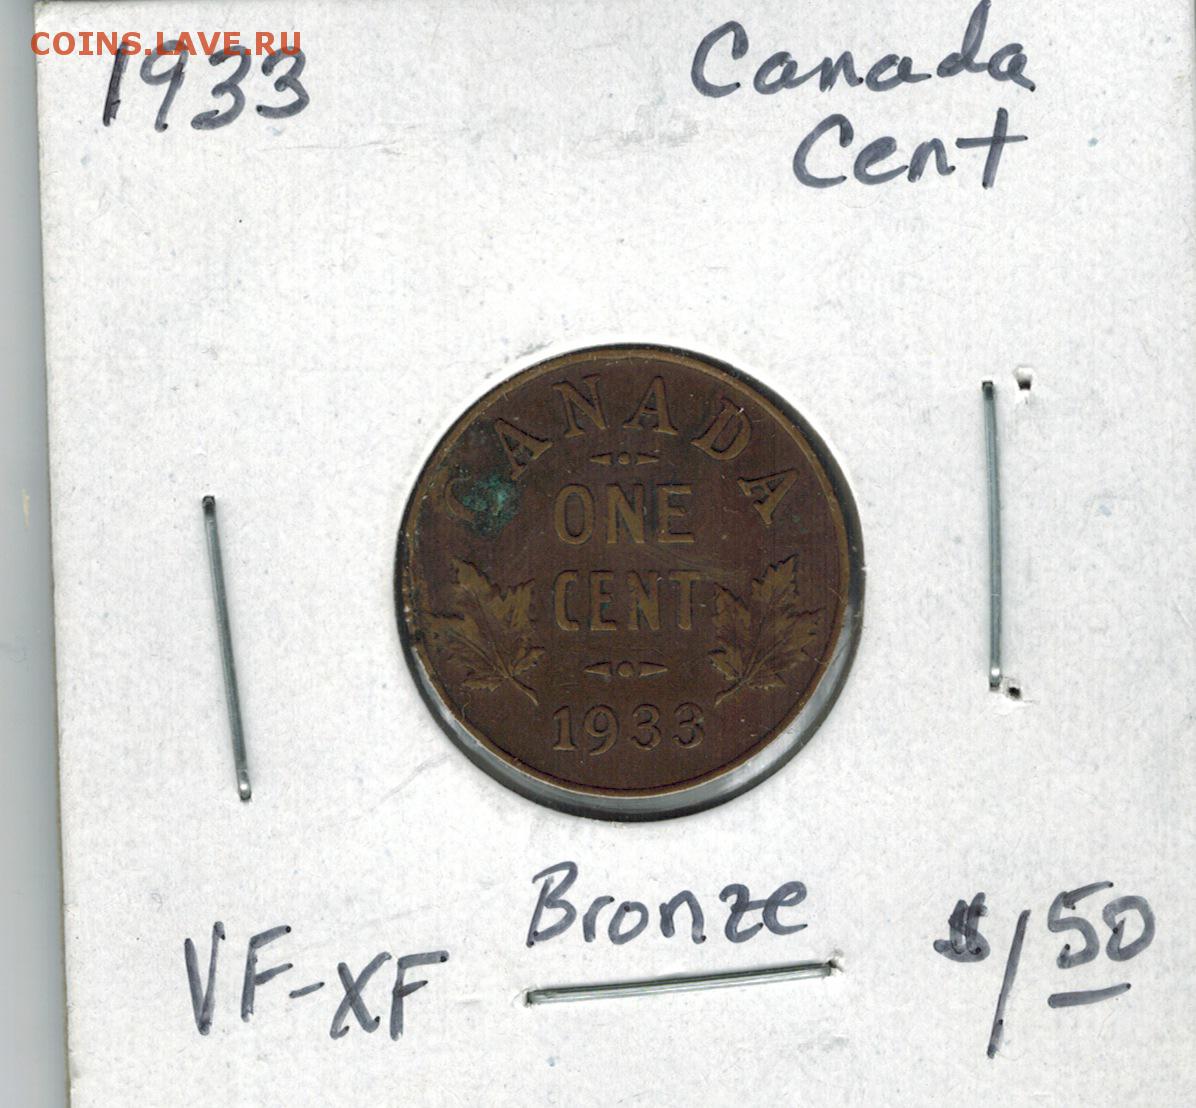 COINS.LAVE.RU
1933
Canada
Cent
CANADA
ONE
CENT
1933
Bronze
VF-XF
$1.50